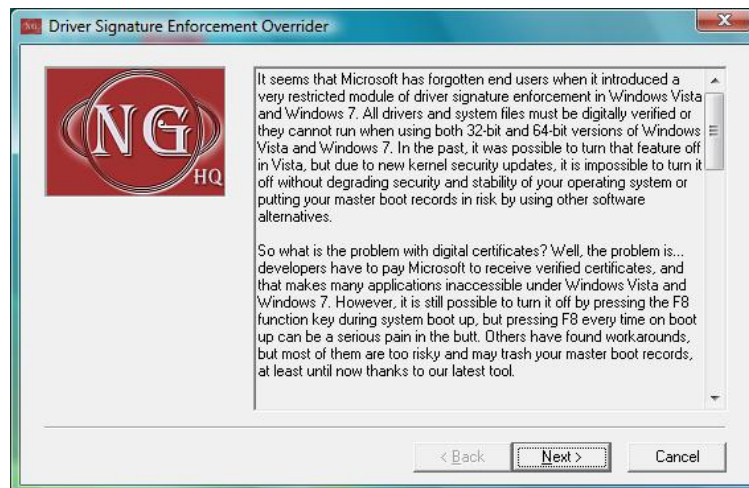 Driver Signature Enforcement Overrider
NG
HQ
It seems that Microsoft has forgotten end users when it introduced a
very restricted module of driver signature enforcement in Windows Vista
and Windows 7. All drivers and system files must be digitally verified or
they cannot run when using both 32-bit and 64-bit versions of Windows
Vista and Windows 7. In the past, it was possible to turn that feature off
in Vista, but due to new kernel security updates, it is impossible to turn it
off without degrading security and stability of your operating system or
putting your master boot records in risk by using other software
alternatives.
So what is the problem with digital certificates? Well, the problem is...
developers have to pay Microsoft to receive verified certificates, and
that makes many applications inaccessible under Windows Vista and
Windows 7. However, it is still possible to turn it off by pressing the F8
function key during system boot up, but pressing F8 every time on boot
up can be a serious pain in the butt. Others have found workarounds,
but most of them are too risky and may trash your master boot records,
at least until now thanks to our latest tool.
< Back
Next >
Cancel